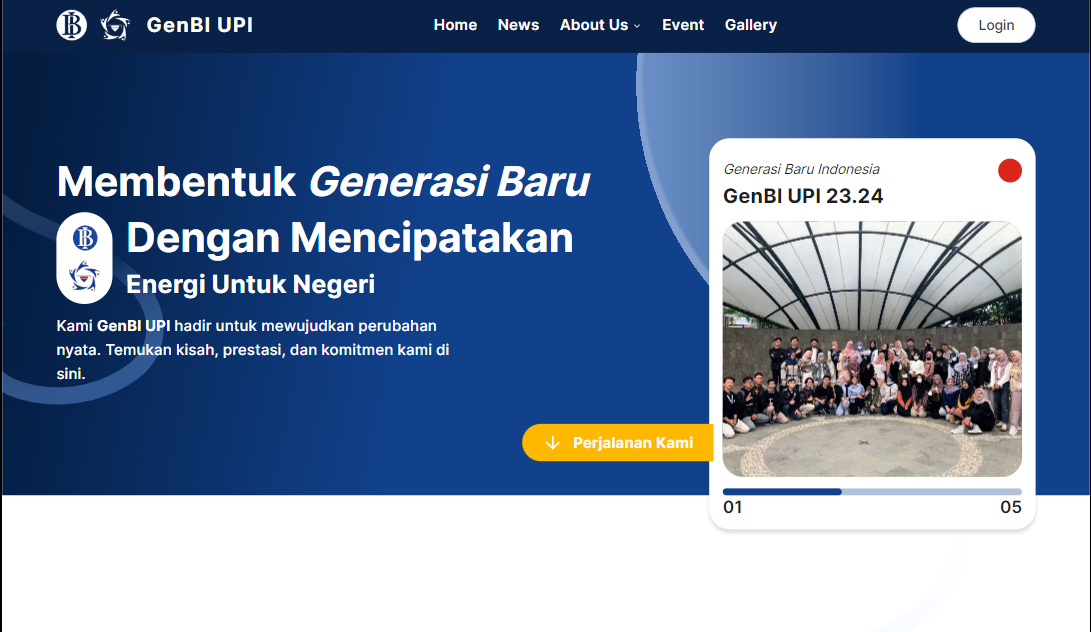 GenBI UPI
Home News About Us Event Gallery
Login
Membentuk Generasi Baru
Dengan Mencipatakan
Energi Untuk Negeri
Kami GenBI UPI hadir untuk mewujudkan perubahan
nyata. Temukan kisah, prestasi, dan komitmen kami di
sini.
Perjalanan Kami
Generasi Baru Indonesia
GenBI UPI 23.24
01 05